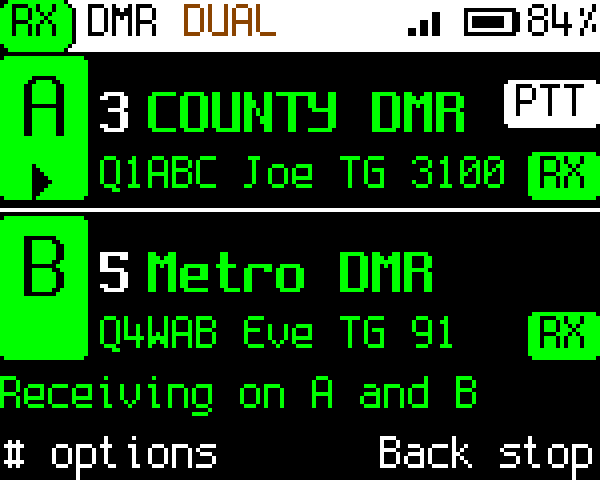 RX DMR DUAL 84%
A 3 COUNTY DMR PTT
Q1ABC Joe TG 3100 RX
B 5 Metro DMR
Q4WAB Eve TG 91 RX
Receiving on A and B
# options Back stop